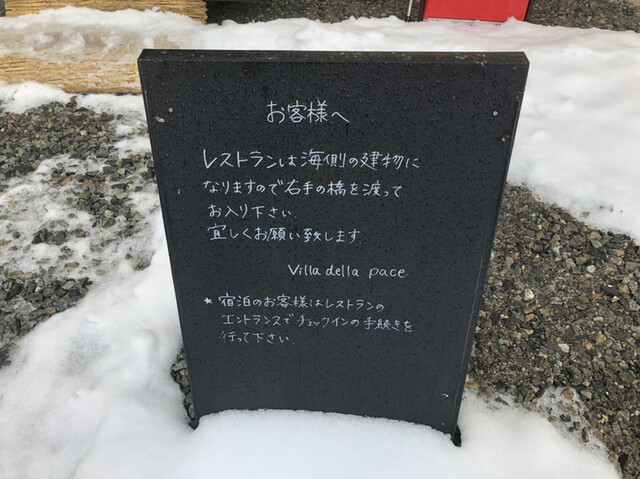 お客様へ
レストランは海側の建物に
なりますので右手の橋を渡って
お入り下さい.
宜しくお願い致します.
Villa della pace
* 宿泊のお客様はレストランの
エントランスでチェックインの手続きを
行って下さい.